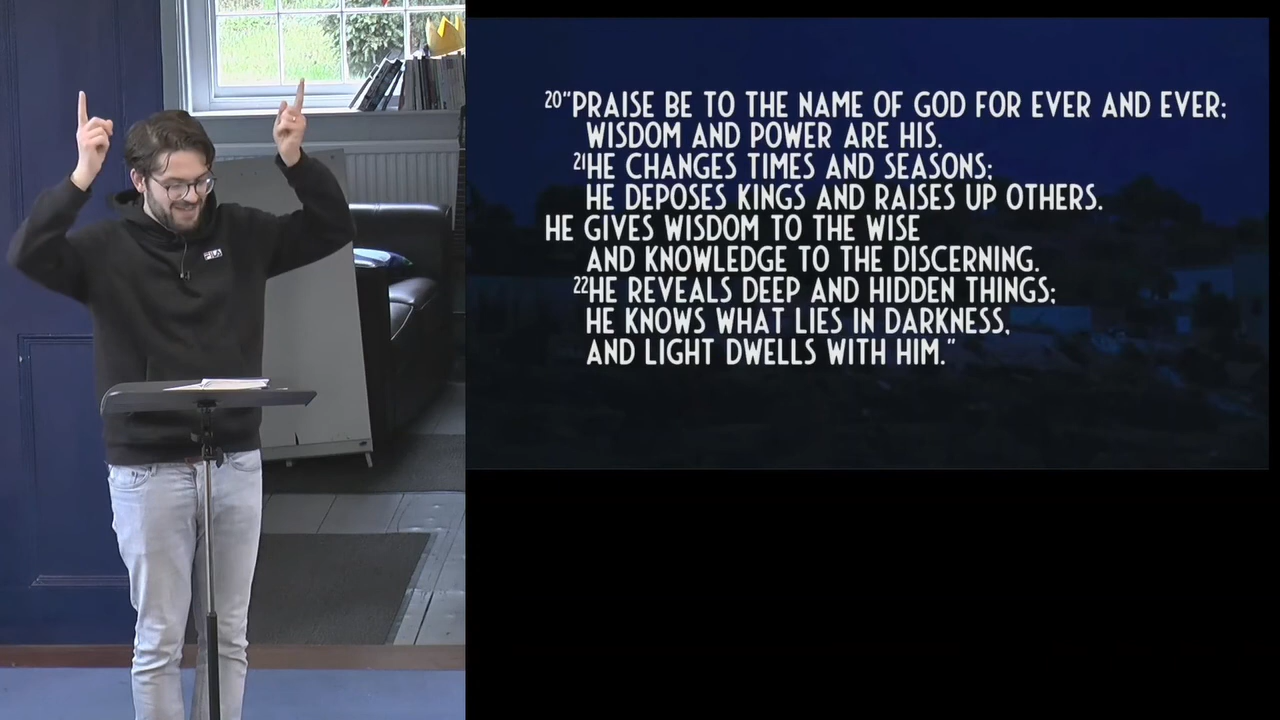 FILA
20"PRAISE BE TO THE NAME OF GOD FOR EVER AND EVER;
WISDOM AND POWER ARE HIS.
21HE CHANGES TIMES AND SEASONS;
HE DEPOSES KINGS AND RAISES UP OTHERS.
HE GIVES WISDOM TO THE WISE
AND KNOWLEDGE TO THE DISCERNING.
22HE REVEALS DEEP AND HIDDEN THINGS;
HE KNOWS WHAT LIES IN DARKNESS,
AND LIGHT DWELLS WITH HIM."